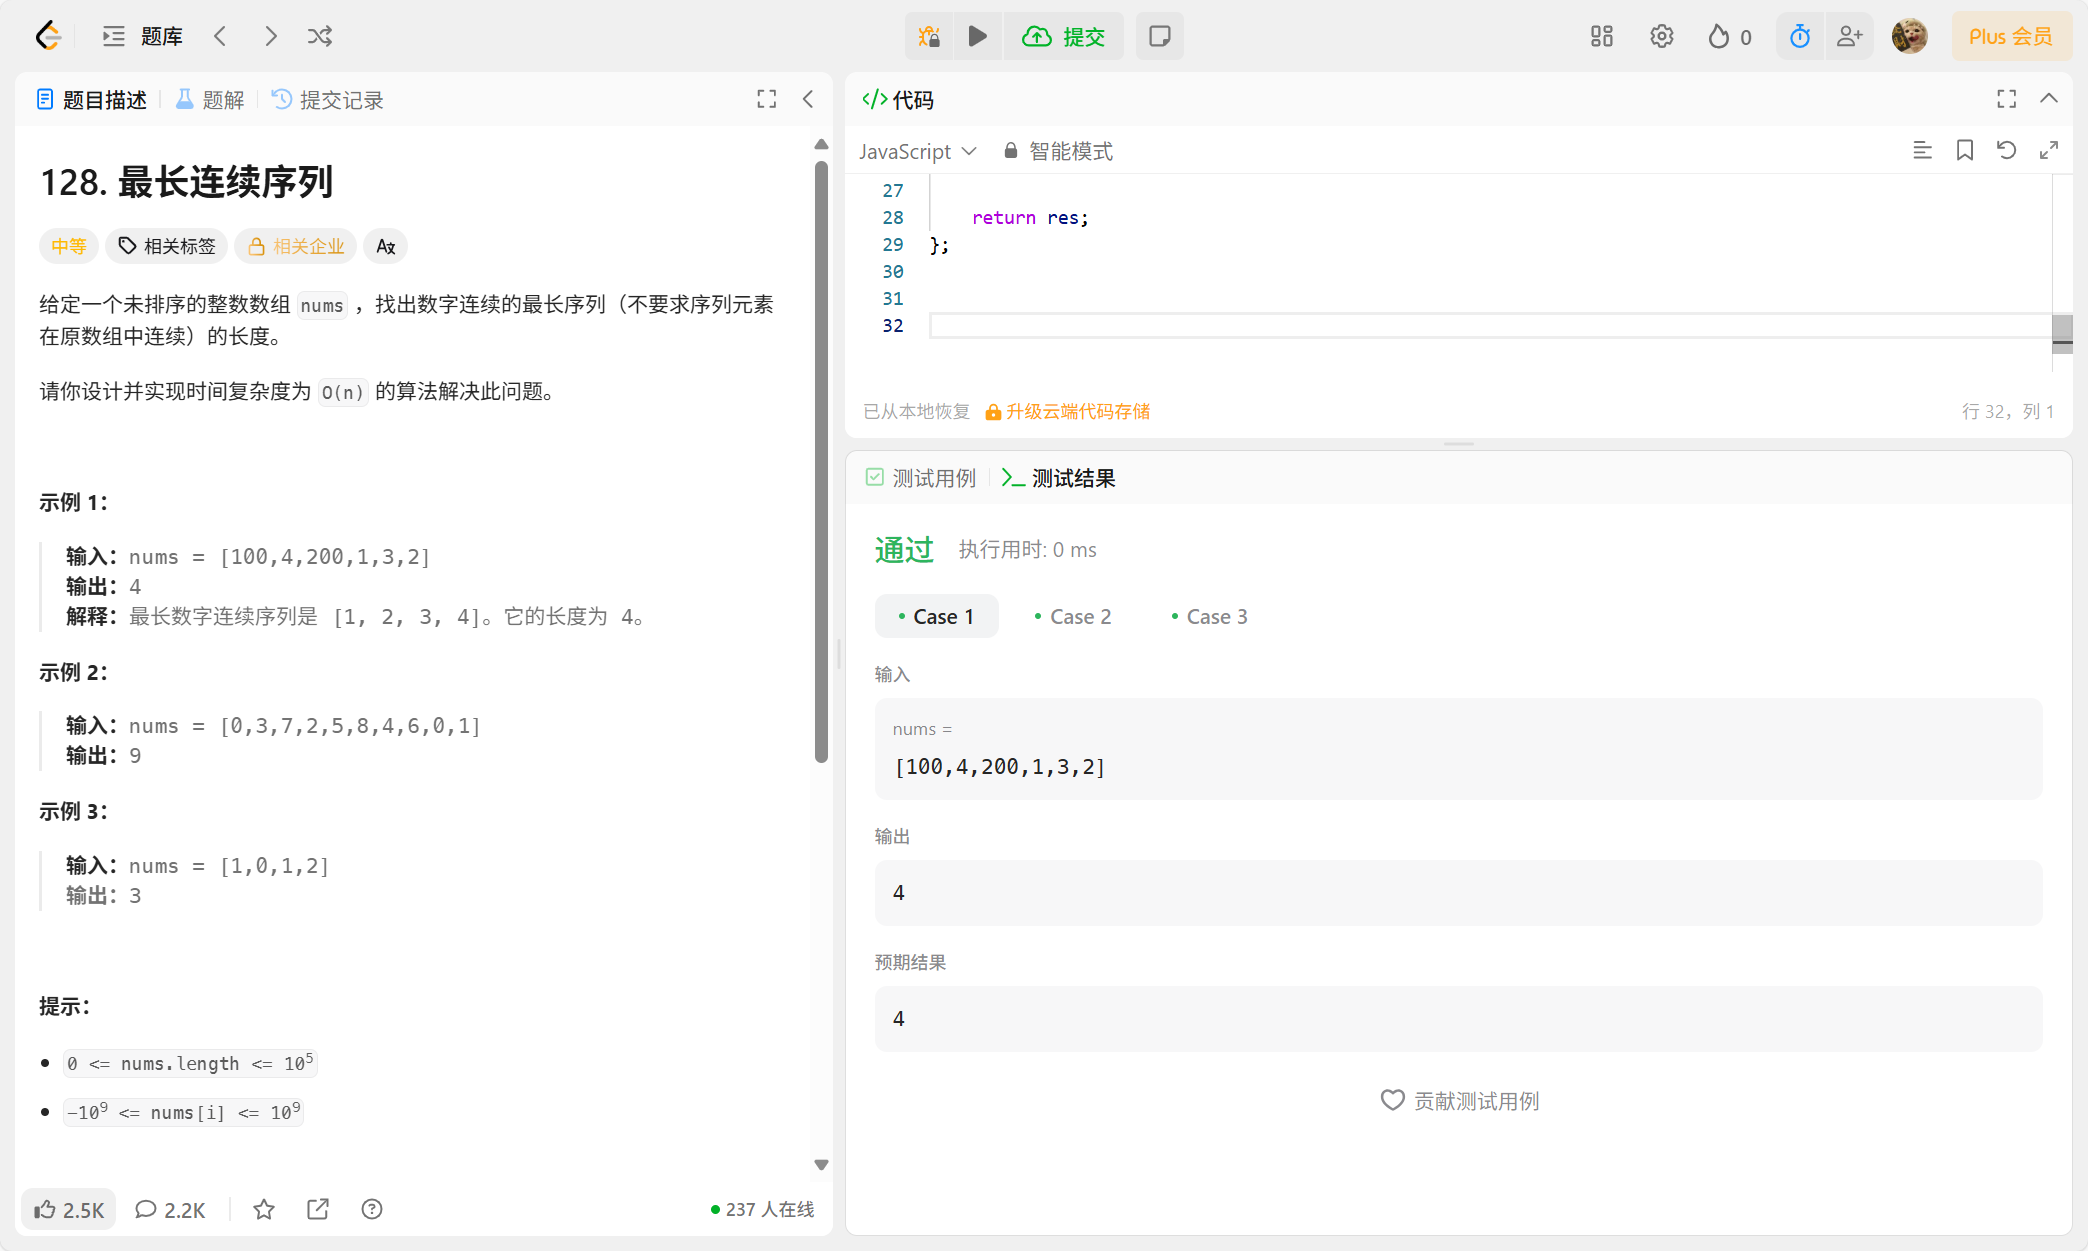 题库
提交
0
Plus 会员
题目描述
题解
提交记录
128. 最长连续序列
中等
相关标签
相关企业
给定一个未排序的整数数组 nums ，找出数字连续的最长序列（不要求序列元素
在原数组中连续）的长度。
请你设计并实现时间复杂度为 O(n) 的算法解决此问题。
示例 1：
输入：nums = [100,4,200,1,3,2]
输出：4
解释：最长数字连续序列是 [1, 2, 3, 4]。它的长度为 4。
示例 2：
输入：nums = [0,3,7,2,5,8,4,6,0,1]
输出：9
示例 3：
输入：nums = [1,0,1,2]
输出：3
提示：
0 <= nums.length <= 10⁵
-10⁹ <= nums[i] <= 10⁹
2.5K
2.2K
237 人在线
</> 代码
JavaScript
智能模式
27
28 return res;
29 };
30
31
32
已从本地恢复
升级云端代码存储
行 32，列 1
测试用例
测试结果
通过
执行用时: 0 ms
Case 1
Case 2
Case 3
输入
nums =
[100,4,200,1,3,2]
输出
4
预期结果
4
贡献测试用例